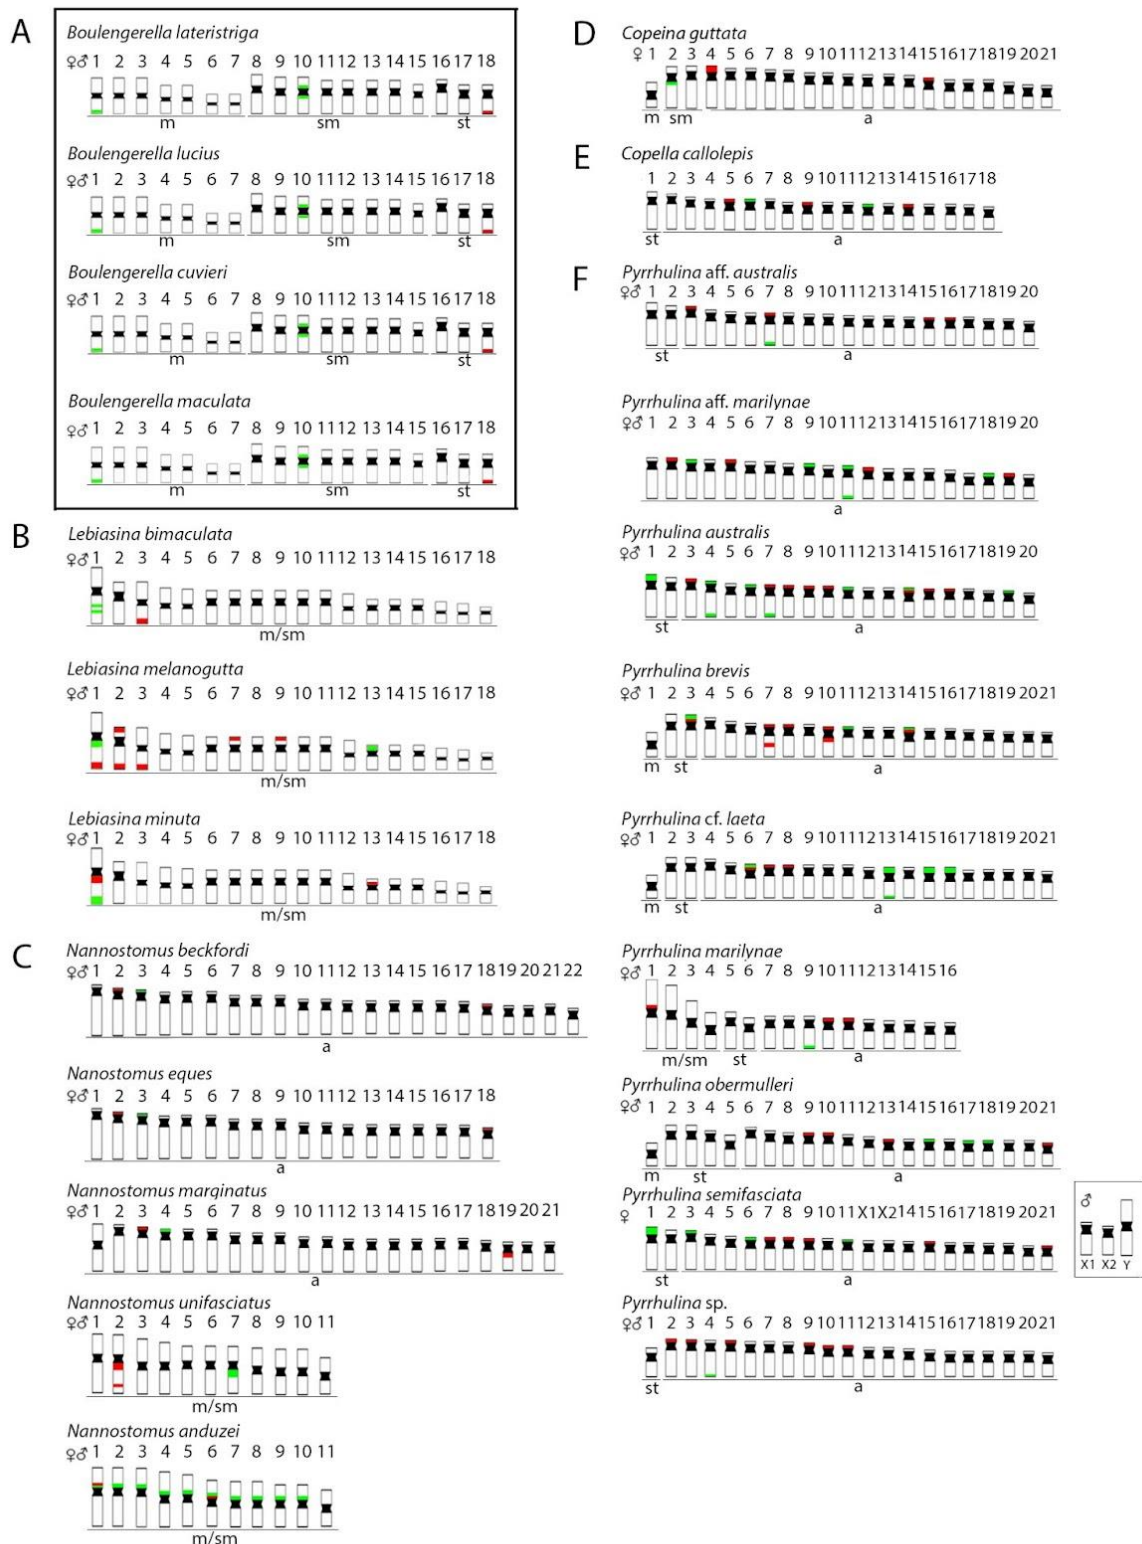 A
Boulengerella lateristriga
♀♂ 1 2 3 4 5 6 7 8 9 10 11 12 13 14 15 16 17 18
m sm st
Boulengerella lucius
♀♂ 1 2 3 4 5 6 7 8 9 10 11 12 13 14 15 16 17 18
m sm st
Boulengerella cuvieri
♀♂ 1 2 3 4 5 6 7 8 9 10 11 12 13 14 15 16 17 18
m sm st
Boulengerella maculata
♀♂ 1 2 3 4 5 6 7 8 9 10 11 12 13 14 15 16 17 18
m sm st
B
Lebiasina bimaculata
♀♂ 1 2 3 4 5 6 7 8 9 10 11 12 13 14 15 16 17 18
m/sm
Lebiasina melanogutta
♀♂ 1 2 3 4 5 6 7 8 9 10 11 12 13 14 15 16 17 18
m/sm
Lebiasina minuta
♀♂ 1 2 3 4 5 6 7 8 9 10 11 12 13 14 15 16 17 18
m/sm
C
Nannostomus beckfordi
♀♂ 1 2 3 4 5 6 7 8 9 10 11 12 13 14 15 16 17 18 19 20 21 22
a
Nanostomus eques
♀♂ 1 2 3 4 5 6 7 8 9 10 11 12 13 14 15 16 17 18
a
Nannostomus marginatus
♀♂ 1 2 3 4 5 6 7 8 9 10 11 12 13 14 15 16 17 18 19 20 21
a
Nannostomus unifasciatus
♀♂ 1 2 3 4 5 6 7 8 9 10 11
m/sm
Nannostomus anduzei
♀♂ 1 2 3 4 5 6 7 8 9 10 11
m/sm
D
Copeina guttata
♀ 1 2 3 4 5 6 7 8 9 10 11 12 13 14 15 16 17 18 19 20 21
m sm a
E
Copella callolepis
1 2 3 4 5 6 7 8 9 10 11 12 13 14 15 16 17 18
st a
F
Pyrrhulina aff. australis
♀♂ 1 2 3 4 5 6 7 8 9 10 11 12 13 14 15 16 17 18 19 20
st a
Pyrrhulina aff. marilynae
♀♂ 1 2 3 4 5 6 7 8 9 10 11 12 13 14 15 16 17 18 19 20
a
Pyrrhulina australis
♀♂ 1 2 3 4 5 6 7 8 9 10 11 12 13 14 15 16 17 18 19 20
st a
Pyrrhulina brevis
♀♂ 1 2 3 4 5 6 7 8 9 10 11 12 13 14 15 16 17 18 19 20 21
m st a
Pyrrhulina cf. laeta
♀♂ 1 2 3 4 5 6 7 8 9 10 11 12 13 14 15 16 17 18 19 20 21
m st a
Pyrrhulina marilynae
♀♂ 1 2 3 4 5 6 7 8 9 10 11 12 13 14 15 16
m/sm st a
Pyrrhulina obermulleri
♀♂ 1 2 3 4 5 6 7 8 9 10 11 12 13 14 15 16 17 18 19 20 21
m st a
Pyrrhulina semifasciata
♀ 1 2 3 4 5 6 7 8 9 10 11 X1 X2 14 15 16 17 18 19 20 21
st a
♂
X1 X2 Y
Pyrrhulina sp.
♀♂ 1 2 3 4 5 6 7 8 9 10 11 12 13 14 15 16 17 18 19 20 21
st a